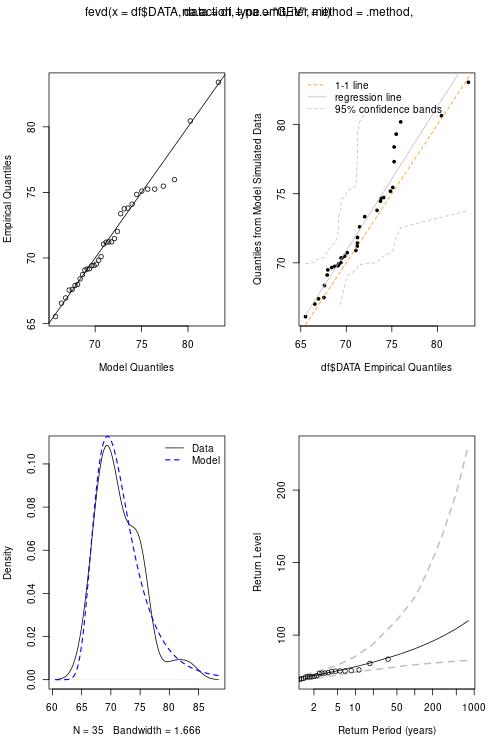 fevd(x = df$DATA, data = df, type = "GEV", method = .method,
Empirical Quantiles
65 70 75 80
70 75 80
Model Quantiles
Quantiles from Model Simulated Data
70 75 80
1-1 line
regression line
95% confidence bands
65 70 75 80
df$DATA Empirical Quantiles
Density
0.00 0.02 0.04 0.06 0.08 0.10
Data
Model
60 65 70 75 80 85
N = 35 Bandwidth = 1.666
Return Level
100 150 200
2 5 10 50 200 1000
Return Period (years)